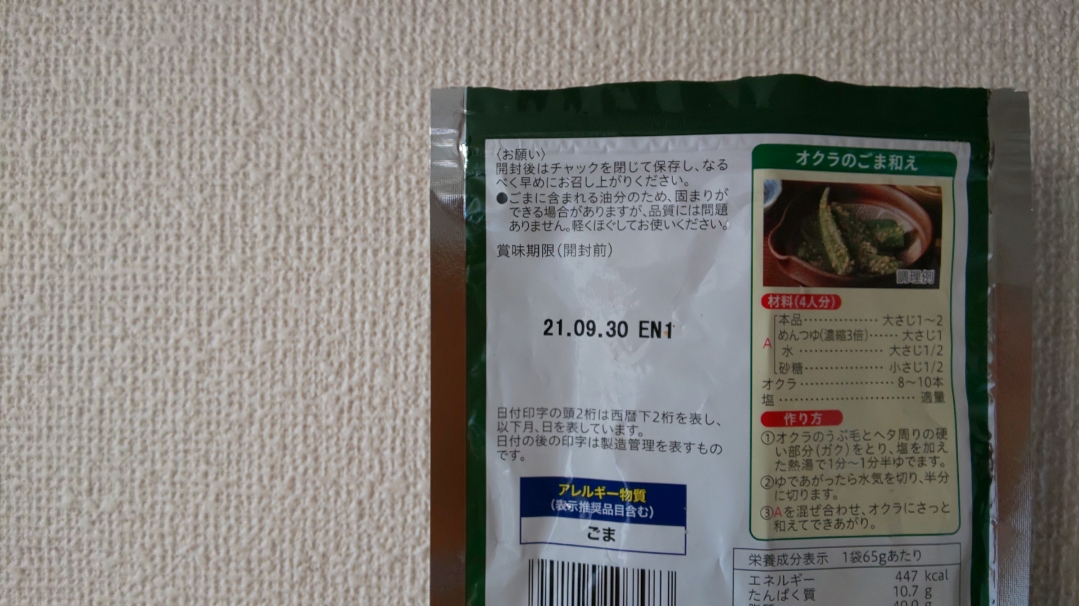 〈お願い〉
開封後はチャックを閉じて保存し、なる
べく早めにお召し上がりください。
●ごまに含まれる油分のため、固まりが
できる場合がありますが、品質には問題
ありません。軽くほぐしてお使いください。
賞味期限(開封前)
21.09.30 EN1
日付印字の頭2桁は西暦下2桁を表し、
以下月、日を表しています。
日付の後の印字は製造管理を表すもの
です。
アレルギー物質
(表示推奨品目含む)
ごま
オクラのごま和え
調理例
材料(4人分)
A
本品・・・・・・・・・・・・・・大さじ1〜2
めんつゆ(濃縮3倍)・・・・・・大さじ1
水・・・・・・・・・・・・・・・・大さじ1/2
砂糖・・・・・・・・・・・・・・小さじ1/2
オクラ・・・・・・・・・・・・・・8〜10本
塩・・・・・・・・・・・・・・・・・・適量
作り方
①オクラのうぶ毛とヘタ周りの硬
い部分(ガク)をとり、塩を加え
た熱湯で1分〜1分半ゆでます。
②ゆであがったら水気を切り、半分
に切ります。
③Aを混ぜ合わせ、オクラにさっと
和えてできあがり。
栄養成分表示 1袋65gあたり
エネルギー 447 kcal
たんぱく質 10.7 g